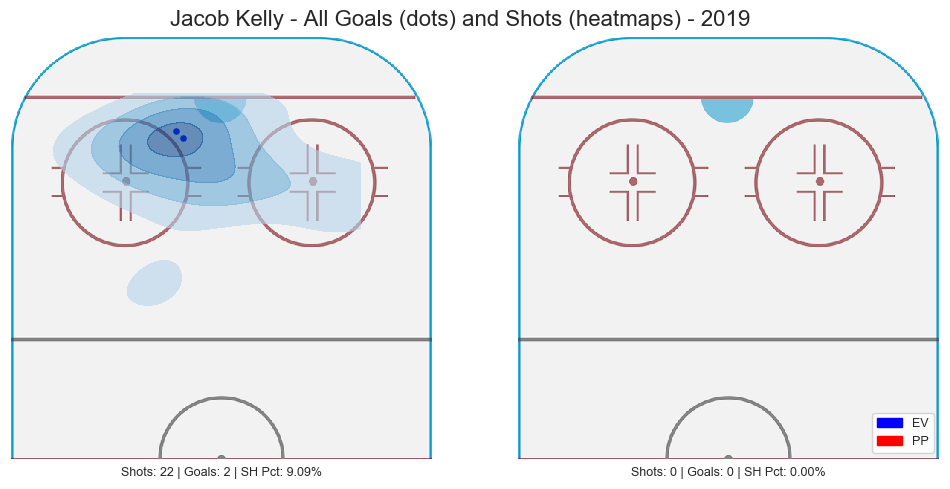 Jacob Kelly - All Goals (dots) and Shots (heatmaps) - 2019
EV
PP
Shots: 22 | Goals: 2 | SH Pct: 9.09%
Shots: 0 | Goals: 0 | SH Pct: 0.00%